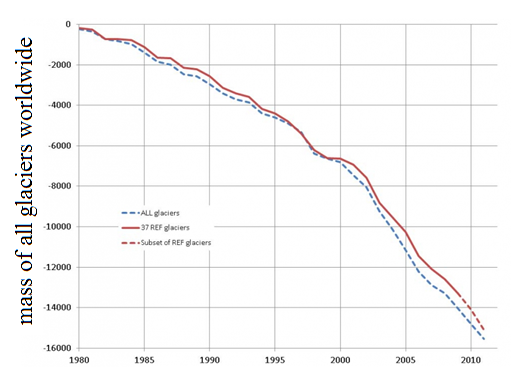 mass of all glaciers worldwide
0
-2000
-4000
-6000
-8000
-10000
-12000
-14000
-16000
ALL glaciers
37 REF glaciers
Subset of REF glaciers
1980 1985 1990 1995 2000 2005 2010